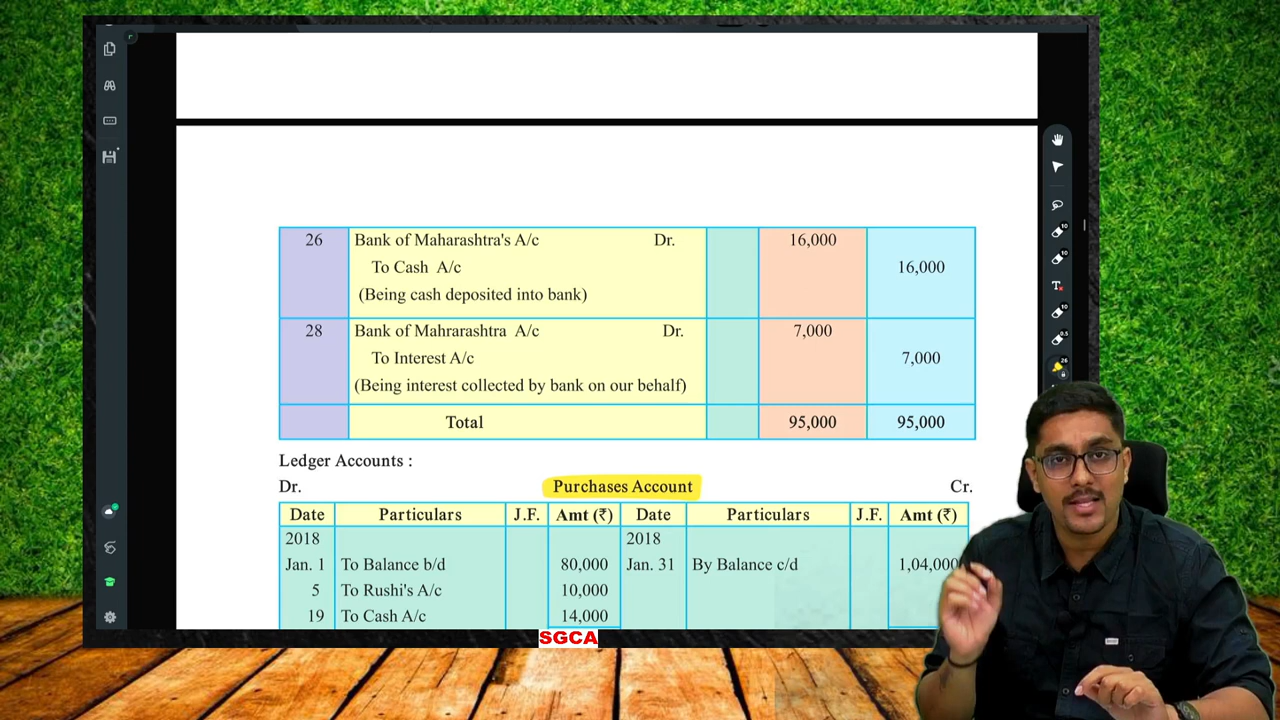 26 Bank of Maharashtra's A/c Dr. 16,000
To Cash A/c 16,000
(Being cash deposited into bank)
28 Bank of Mahrarashtra A/c Dr. 7,000
To Interest A/c 7,000
(Being interest collected by bank on our behalf)
Total 95,000 95,000
Ledger Accounts :
Dr. Purchases Account Cr.
Date Particulars J.F. Amt (₹) Date Particulars J.F. Amt (₹)
2018 2018
Jan. 1 To Balance b/d 80,000 Jan. 31 By Balance c/d 1,04,000
5 To Rushi's A/c 10,000
19 To Cash A/c 14,000
SGCA